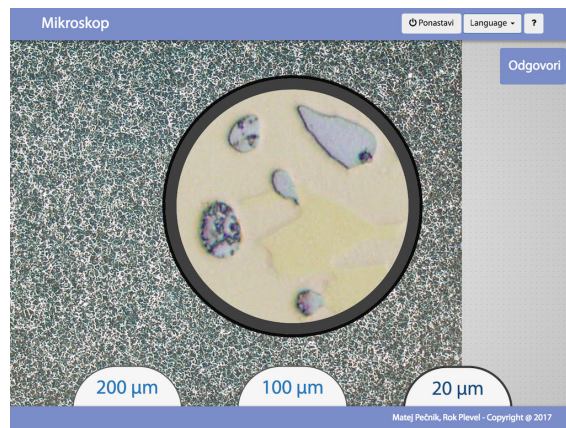 Mikroskop
Ponastavi
Language
?
Odgovori
200 µm
100 µm
20 µm
Matej Pečnik, Rok Plevel - Copyright @ 2017